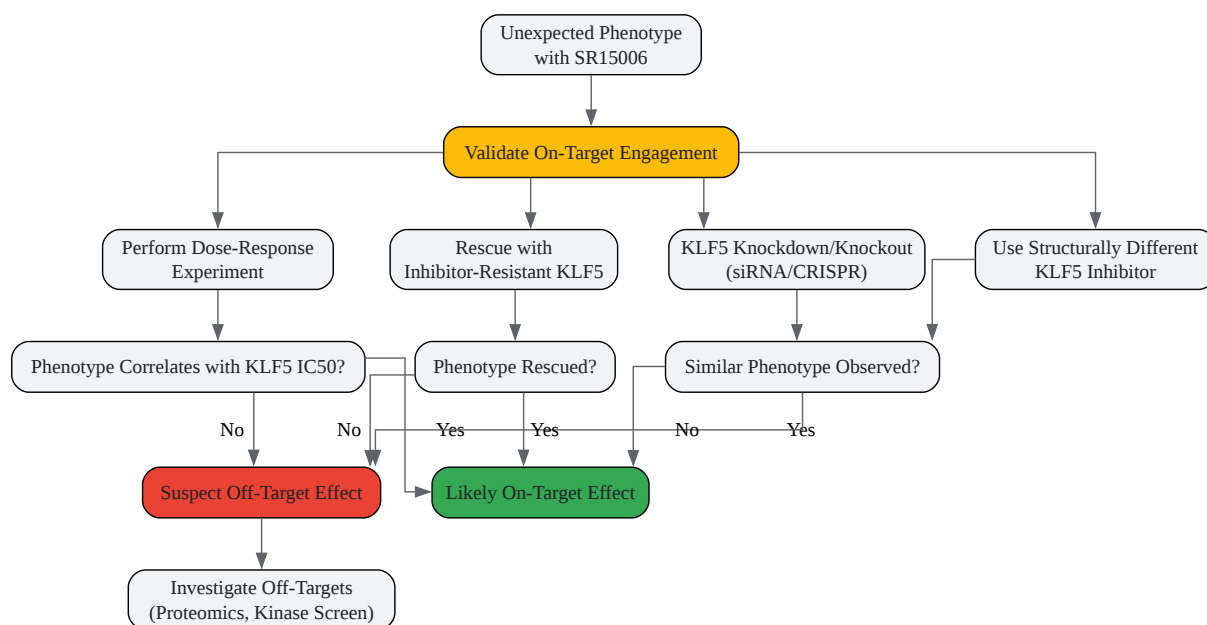 Unexpected Phenotype
with SR15006
Validate On-Target Engagement
Perform Dose-Response
Experiment
Rescue with
Inhibitor-Resistant KLF5
KLF5 Knockdown/Knockout
(siRNA/CRISPR)
Use Structurally Different
KLF5 Inhibitor
Phenotype Correlates with KLF5 IC50?
Phenotype Rescued?
Similar Phenotype Observed?
No
No
Yes
Yes
No
Yes
Suspect Off-Target Effect
Likely On-Target Effect
Investigate Off-Targets
(Proteomics, Kinase Screen)